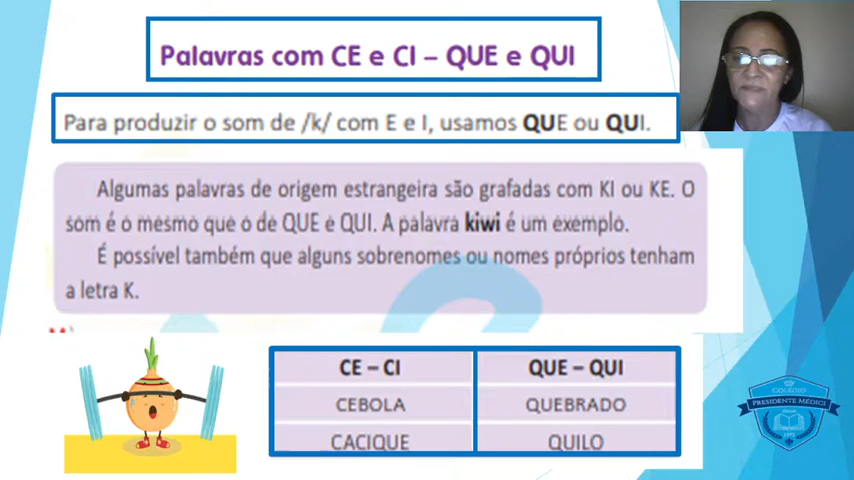 Palavras com CE e CI – QUE e QUI
Para produzir o som de /k/ com E e I, usamos QUE ou QUI.
Algumas palavras de origem estrangeira são grafadas com KI ou KE. O
som é o mesmo que o de QUE e QUI. A palavra kiwi é um exemplo.
É possível também que alguns sobrenomes ou nomes próprios tenham
a letra K.
CE – CI
QUE – QUI
CEBOLA
QUEBRADO
CACIQUE
QUILO
COLÉGIO
PRESIDENTE MÉDICI